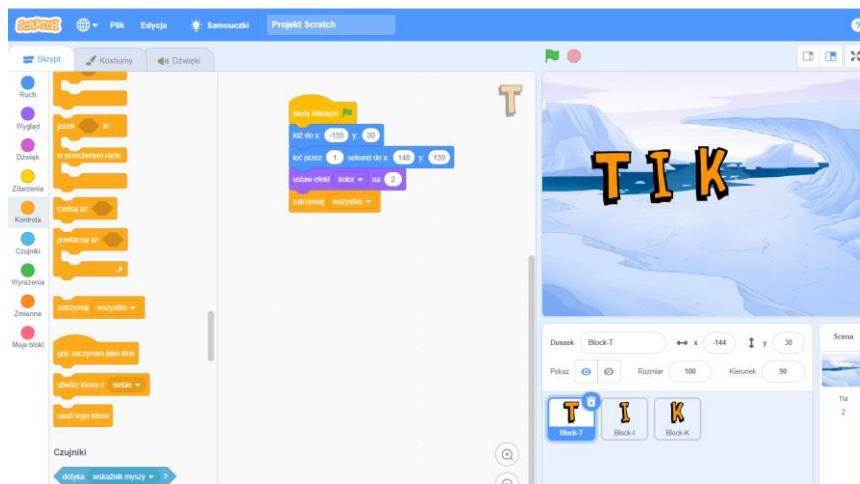 SCRATCH Plik Edycja Samouczki Projekt Scratch
Skrypt Kostiumy Dźwięki
Ruch
Wygląd
Dźwięk
Zdarzenia
Kontrola
Czujniki
Wyrażenia
Zmienne
Moje bloki
jeżeli to
w przeciwnym razie
czekaj aż
powtarzaj aż
zatrzymaj wszystko
gdy zaczynam jako klon
utwórz klona z siebie
usuń tego klona
Czujniki
dotyka wskaźnik myszy ?
kiedy kliknięto
idź do x: -155 y: 30
leć przez 1 sekund do x: 146 y: 139
ustaw efekt kolor na 2
zatrzymaj wszystko
T
T I K
Duszek Block-T x -144 y 30
Pokaż Rozmiar 100 Kierunek 90
T I K
Block-T Block-I Block-K
Scena
Tła
2